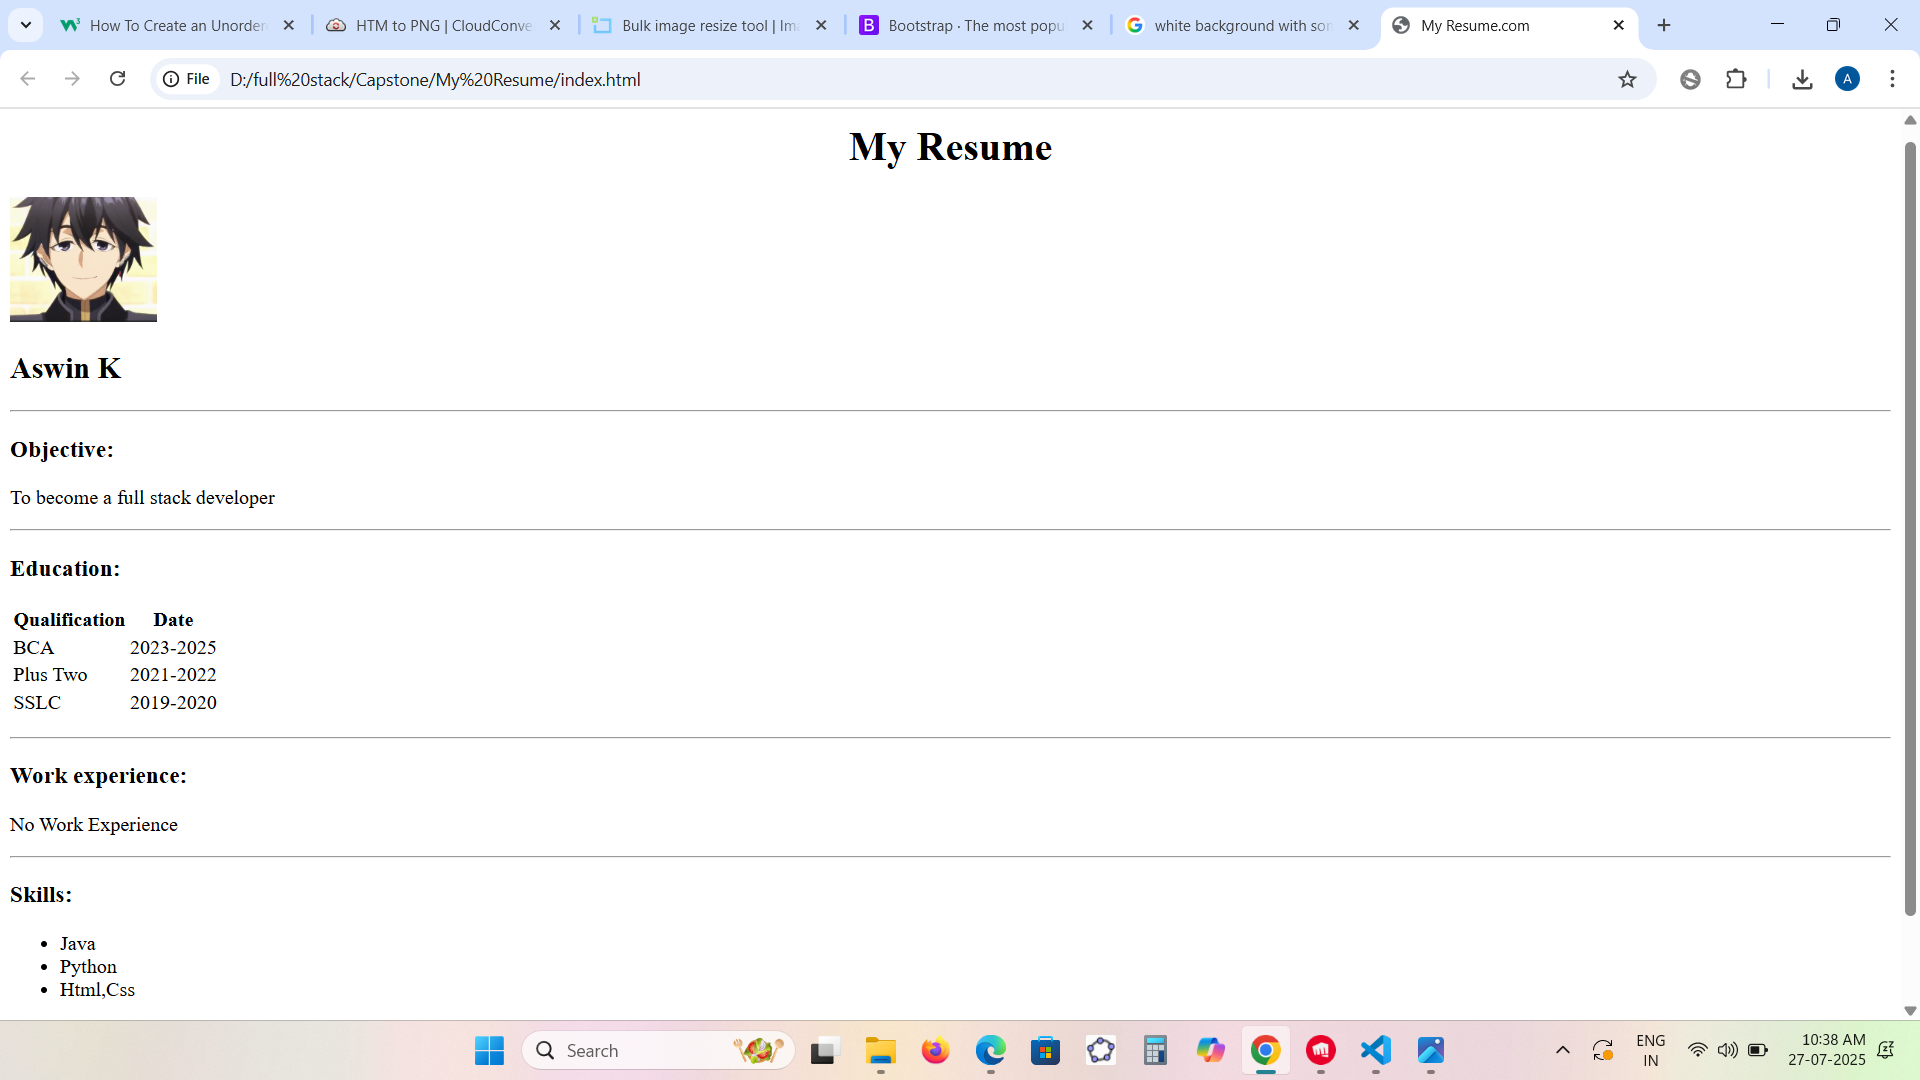 How To Create an Unorden
HTM to PNG | CloudConve
Bulk image resize tool | Ima
B
Bootstrap · The most popu
white background with son
My Resume.com
File
D:/full%20stack/Capstone/My%20Resume/index.html
A
My Resume
Aswin K
Objective:
To become a full stack developer
Education:
Qualification Date
BCA 2023-2025
Plus Two 2021-2022
SSLC 2019-2020
Work experience:
No Work Experience
Skills:
Java
Python
Html,Css
Search
ENG
IN
10:38 AM
27-07-2025